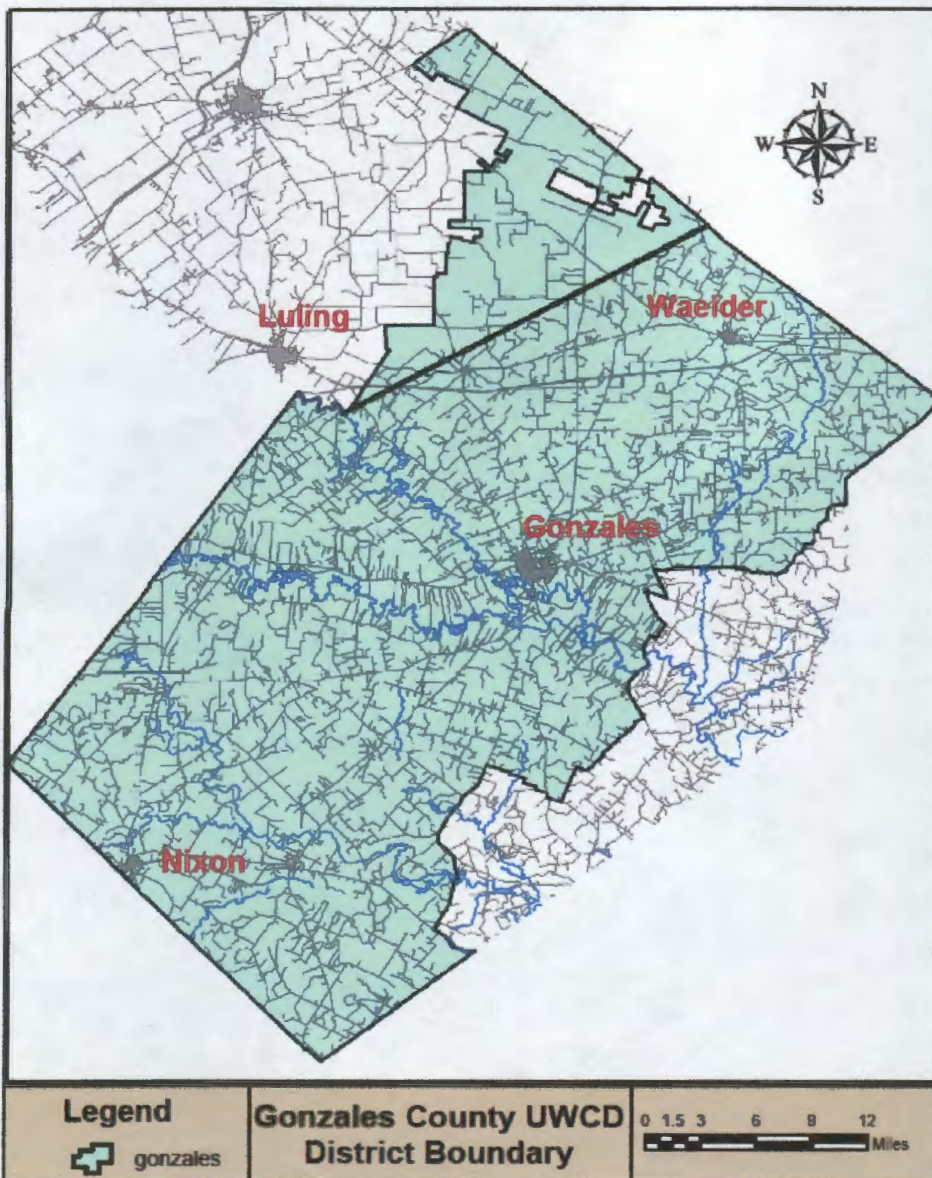 N
W E
S
Luling
Waelder
Gonzales
Nixon
Legend
gonzales
Gonzales County UWCD
District Boundary
0 1.5 3 6 9 12
Miles